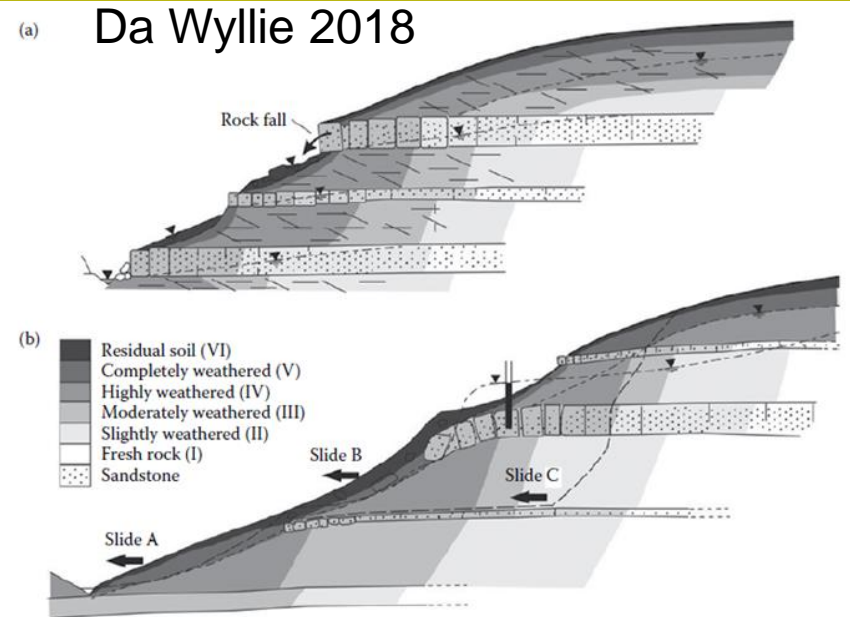 Da Wyllie 2018
(a)
Rock fall
(b)
Residual soil (VI)
Completely weathered (V)
Highly weathered (IV)
Moderately weathered (III)
Slightly weathered (II)
Fresh rock (I)
Sandstone
Slide B
Slide C
Slide A